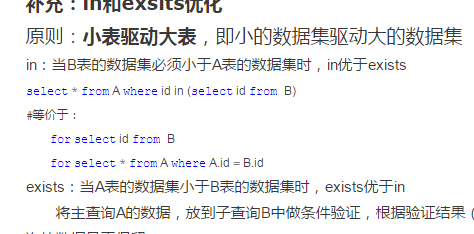 补充：in和exsits优化
原则：小表驱动大表，即小的数据集驱动大的数据集
in：当B表的数据集必须小于A表的数据集时，in优于exists
select * from A where id in (select id from B)
#等价于：
for select id from B
for select * from A where A.id = B.id
exists：当A表的数据集小于B表的数据集时，exists优于in
将主查询A的数据，放到子查询B中做条件验证，根据验证结果（